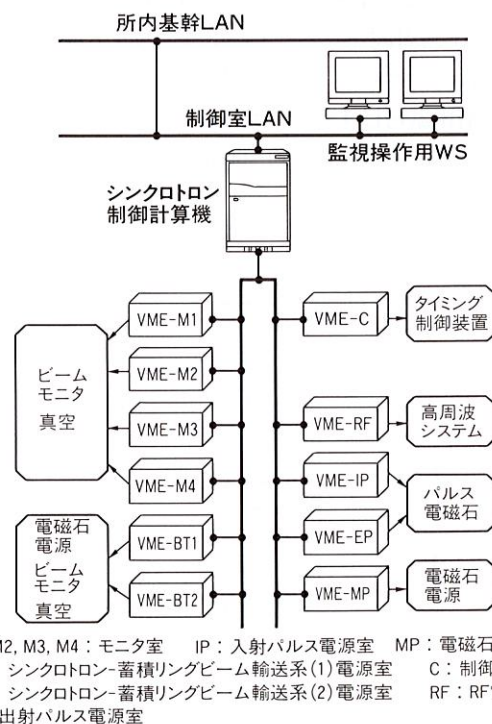 所内基幹LAN
制御室LAN
監視操作用WS
シンクロトロン
制御計算機
VME-M1
VME-M2
VME-M3
VME-M4
VME-BT1
VME-BT2
ビーム
モニタ
真空
電磁石
電源
ビーム
モニタ
真空
VME-C
VME-RF
VME-IP
VME-EP
VME-MP
タイミング
制御装置
高周波
システム
パルス
電磁石
電磁石
電源
M2, M3, M4：モニタ室 IP：入射パルス電源室 MP：電磁石
シンクロトロン-蓄積リングビーム輸送系(1)電源室 C：制御
シンクロトロン-蓄積リングビーム輸送系(2)電源室 RF：RF
出射パルス電源室